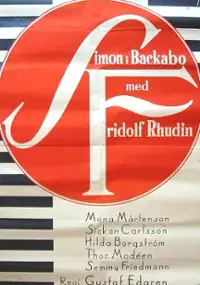 Simon i Backabo
med
Fridolf Rhudin
Mona Mårtenson
Sickan Carlsson
Hilda Borgström
Thor Modéen
Semmy Friedmann
Regi Gustaf Edgren